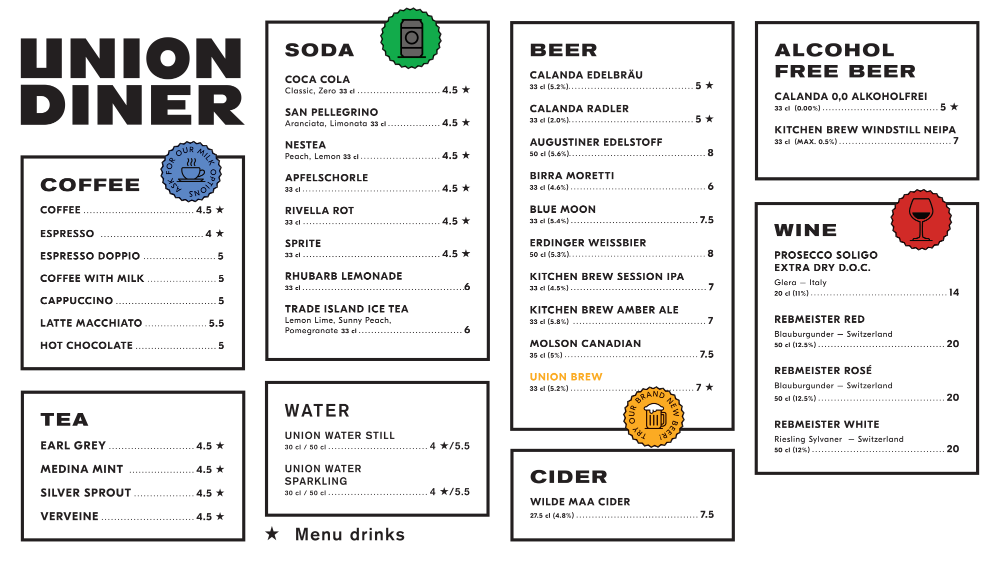 UNION
DINER
COFFEE
ASK FOR OUR MILK OPTIONS
COFFEE 4.5 ★
ESPRESSO 4 ★
ESPRESSO DOPPIO 5
COFFEE WITH MILK 5
CAPPUCCINO 5
LATTE MACCHIATO 5.5
HOT CHOCOLATE 5
TEA
EARL GREY 4.5 ★
MEDINA MINT 4.5 ★
SILVER SPROUT 4.5 ★
VERVEINE 4.5 ★
SODA
COCA COLA
Classic, Zero 33 cl 4.5 ★
SAN PELLEGRINO
Aranciata, Limonata 33 cl 4.5 ★
NESTEA
Peach, Lemon 33 cl 4.5 ★
APFELSCHORLE
33 cl 4.5 ★
RIVELLA ROT
33 cl 4.5 ★
SPRITE
33 cl 4.5 ★
RHUBARB LEMONADE
33 cl 6
TRADE ISLAND ICE TEA
Lemon Lime, Sunny Peach,
Pomegranate 33 cl 6
WATER
UNION WATER STILL
30 cl / 50 cl 4 ★/5.5
UNION WATER
SPARKLING
30 cl / 50 cl 4 ★/5.5
★ Menu drinks
BEER
CALANDA EDELBRÄU
33 cl (5.2%) 5 ★
CALANDA RADLER
33 cl (2.0%) 5 ★
AUGUSTINER EDELSTOFF
50 cl (5.6%) 8
BIRRA MORETTI
33 cl (4.6%) 6
BLUE MOON
33 cl (5.4%) 7.5
ERDINGER WEISSBIER
50 cl (5.3%) 8
KITCHEN BREW SESSION IPA
33 cl (4.5%) 7
KITCHEN BREW AMBER ALE
33 cl (5.8%) 7
MOLSON CANADIAN
35 cl (5%) 7.5
UNION BREW
33 cl (5.2%) 7 ★
TRY OUR BRAND NEW BEER!
CIDER
WILDE MAA CIDER
27.5 cl (4.8%) 7.5
ALCOHOL
FREE BEER
CALANDA 0,0 ALKOHOLFREI
33 cl (0.00%) 5 ★
KITCHEN BREW WINDSTILL NEIPA
33 cl (MAX. 0.5%) 7
WINE
PROSECCO SOLIGO
EXTRA DRY D.O.C.
Glera – Italy
20 cl (11%) 14
REBMEISTER RED
Blauburgunder – Switzerland
50 cl (12.5%) 20
REBMEISTER ROSÉ
Blauburgunder – Switzerland
50 cl (12.5%) 20
REBMEISTER WHITE
Riesling Sylvaner – Switzerland
50 cl (12%) 20